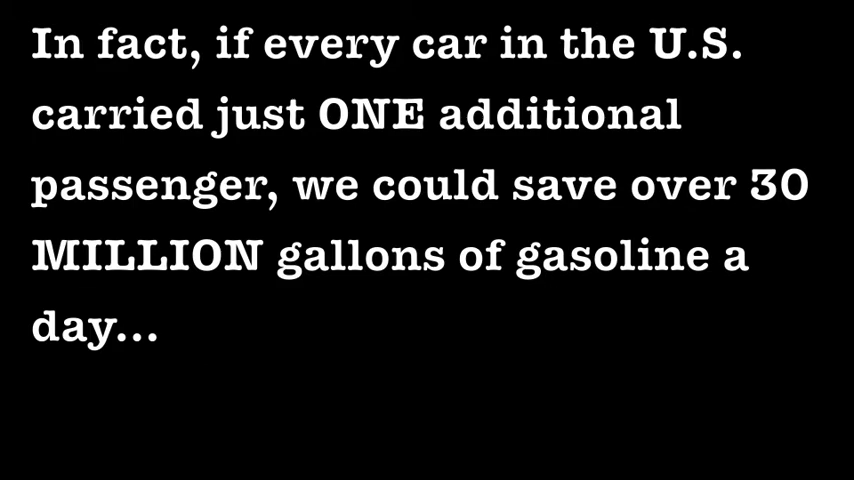 In fact, if every car in the U.S.
carried just ONE additional
passenger, we could save over 30
MILLION gallons of gasoline a
day...